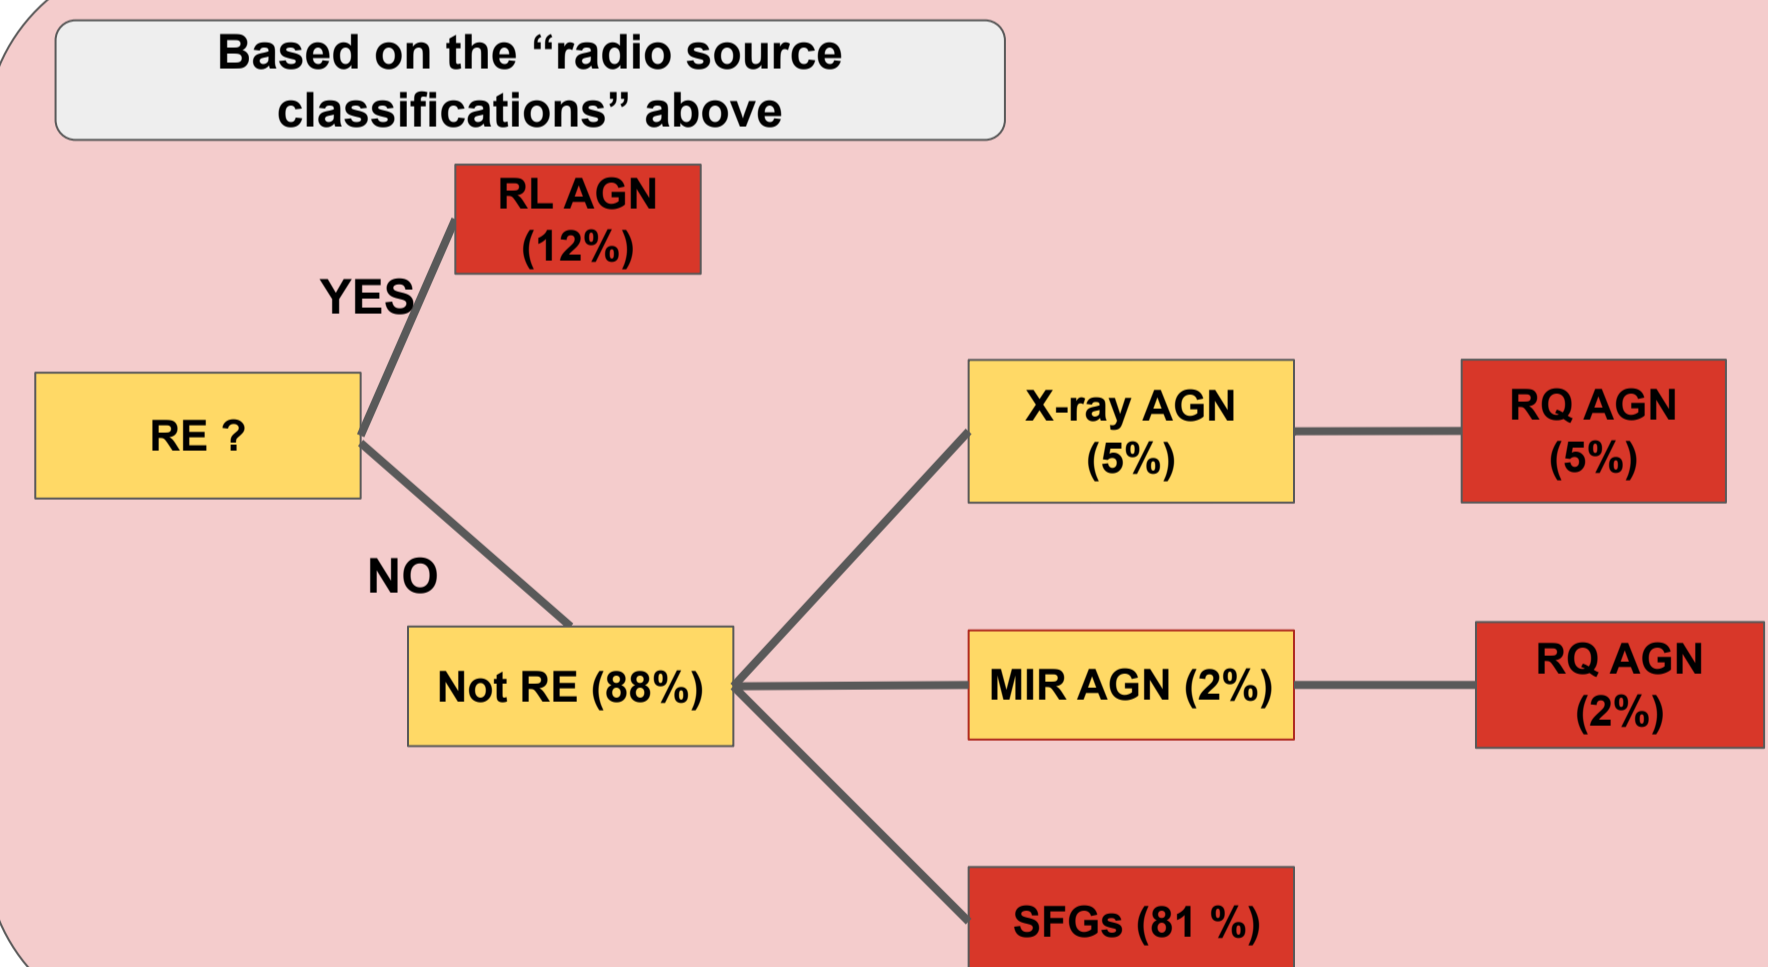 Based on the “radio source
classifications” above
RL AGN
(12%)
YES
RE ?
X-ray AGN
(5%)
RQ AGN
(5%)
NO
Not RE (88%)
MIR AGN (2%)
RQ AGN
(2%)
SFGs (81 %)